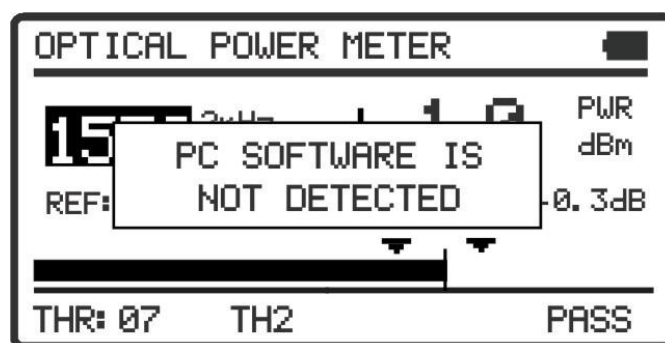 OPTICAL POWER METER
PWR
dBm
PC SOFTWARE IS
NOT DETECTED
REF: -0.3dB
THR: 07 TH2 PASS